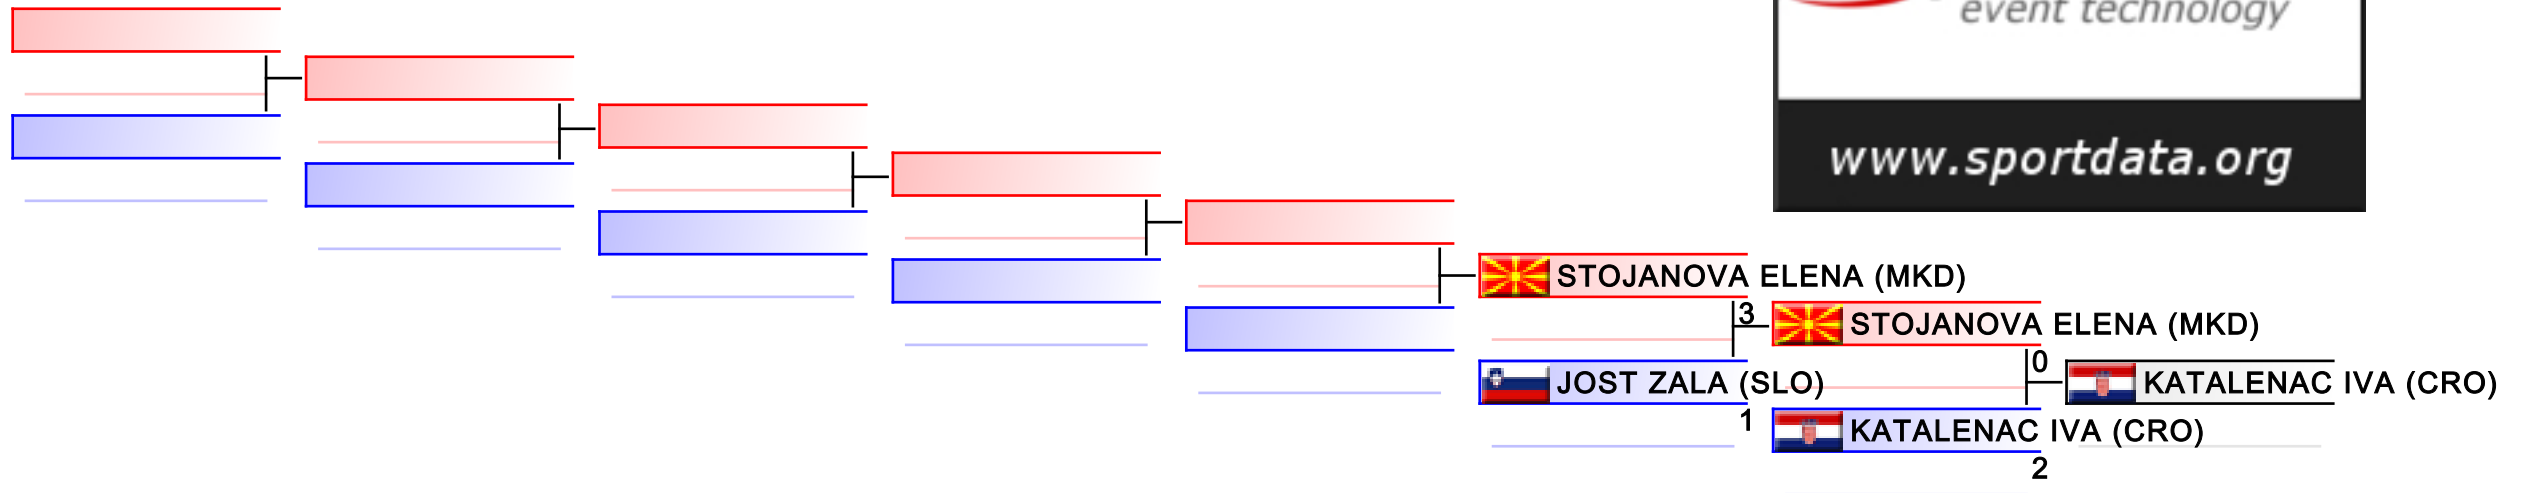 event technology
www.sportdata.org
STOJANOVA ELENA (MKD)
3
STOJANOVA ELENA (MKD)
0
JOST ZALA (SLO)
KATALENAC IVA (CRO)
1
KATALENAC IVA (CRO)
2